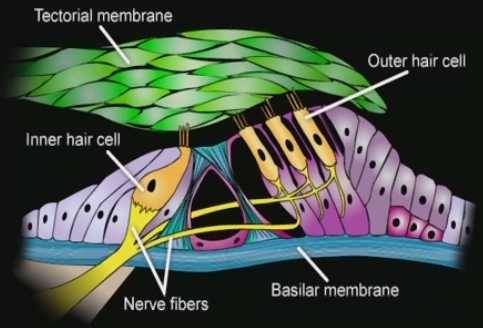 Tectorial membrane
Outer hair cell
Inner hair cell
Nerve fibers
Basilar membrane